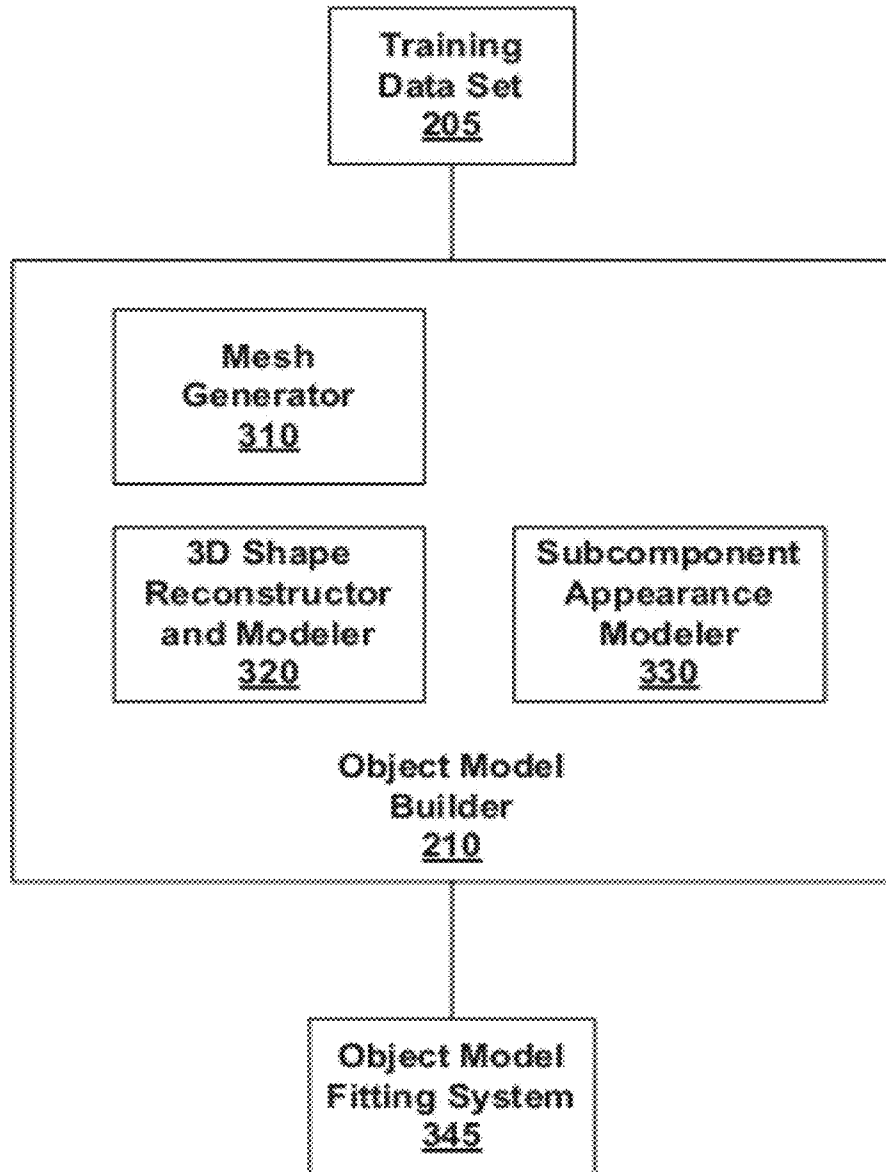 Training
Data Set
205
Mesh
Generator
310
3D Shape
Reconstructor
and Modeler
320
Subcomponent
Appearance
Modeler
330
Object Model
Builder
210
Object Model
Fitting System
345